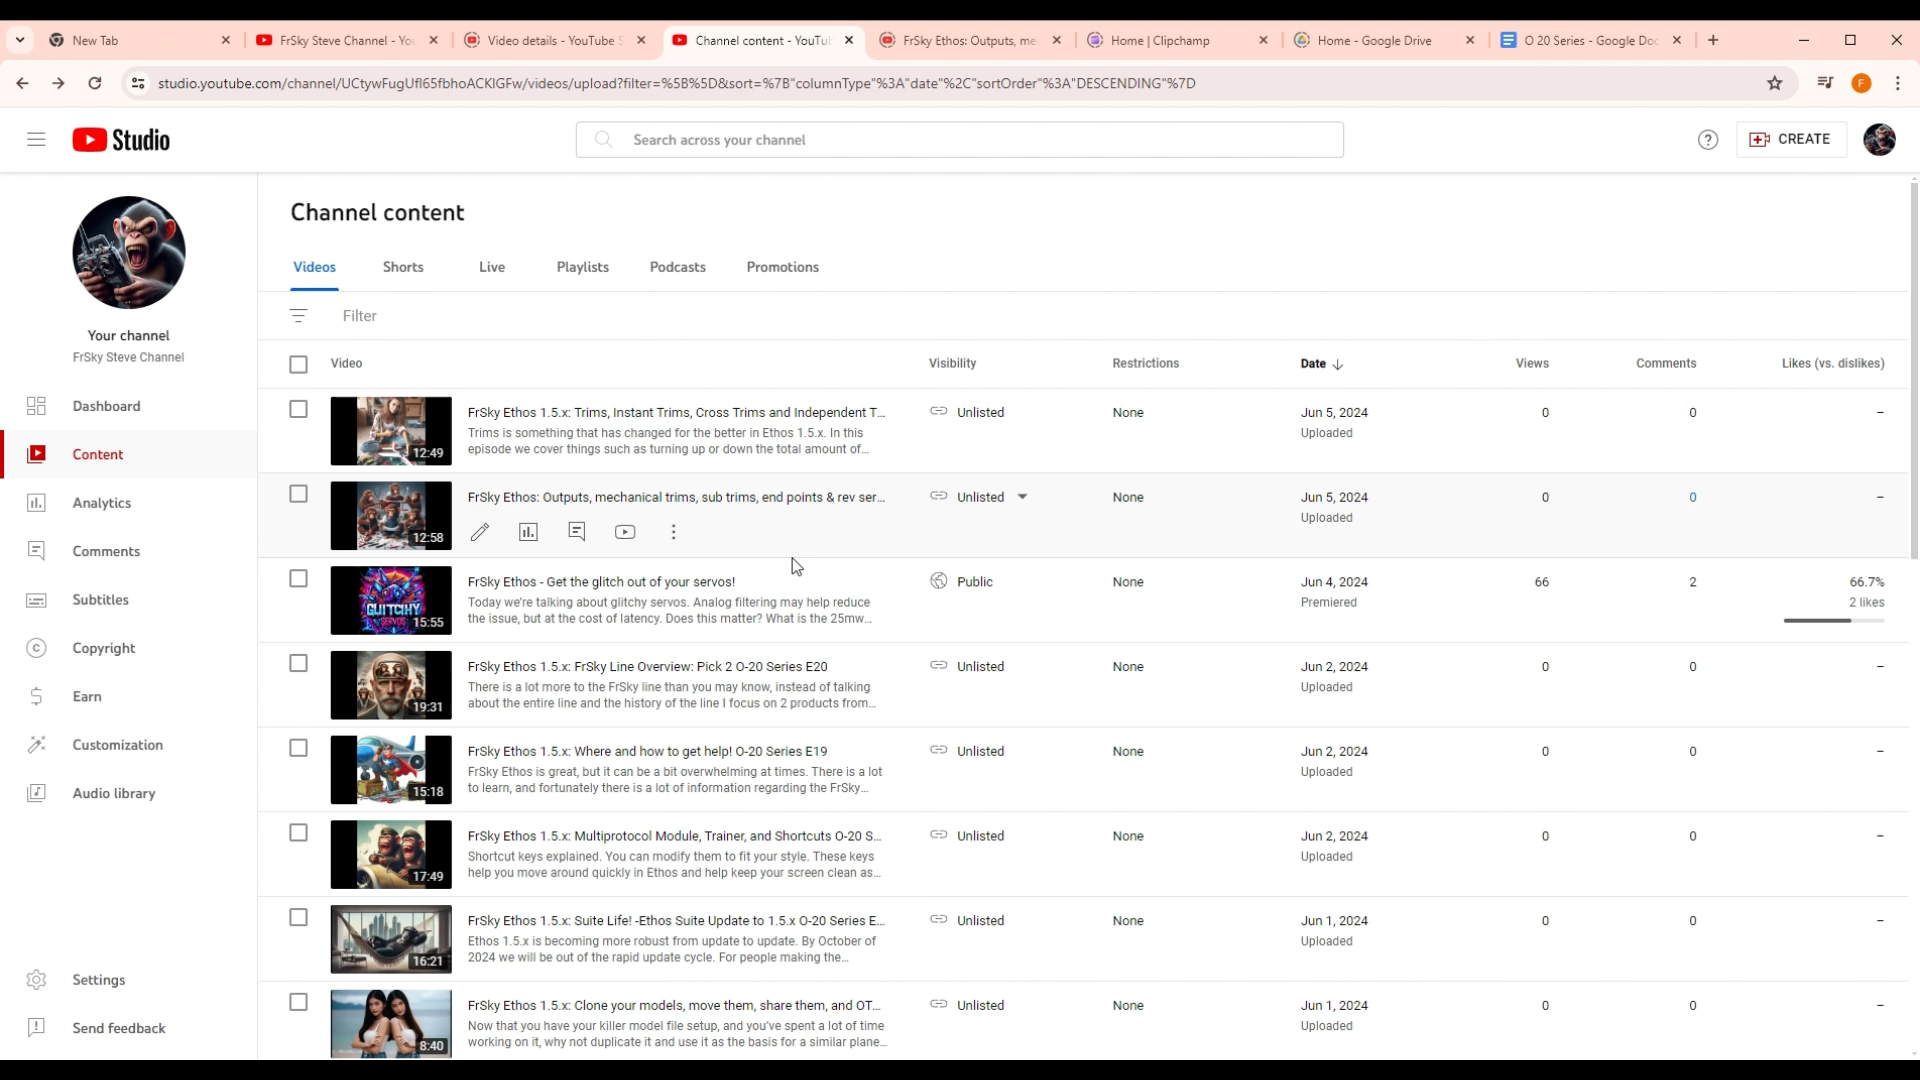 New Tab
FrSky Steve Channel - You
Video details - YouTube S
Channel content - YouTu
FrSky Ethos: Outputs, me
Home | Clipchamp
Home - Google Drive
O 20 Series - Google Doc
studio.youtube.com/channel/UCtywFugUfl65fbhoACKlGFw/videos/upload?filter=%5B%5D&sort=%7B"columnType"%3A"date"%2C"sortOrder"%3A"DESCENDING"%7D
F
Studio
Search across your channel
CREATE
Channel content
Videos
Shorts
Live
Playlists
Podcasts
Promotions
Your channel
FrSky Steve Channel
Dashboard
Content
Analytics
Comments
Subtitles
Copyright
Earn
Customization
Audio library
Settings
Send feedback
Filter
Video Visibility Restrictions Date Views Comments Likes (vs. dislikes)
12:49
FrSky Ethos 1.5.x: Trims, Instant Trims, Cross Trims and Independent T...
Trims is something that has changed for the better in Ethos 1.5.x. In this
episode we cover things such as turning up or down the total amount of...
Unlisted None Jun 5, 2024 0 0 –
Uploaded
12:58
FrSky Ethos: Outputs, mechanical trims, sub trims, end points & rev ser...
Unlisted None Jun 5, 2024 0 0 –
Uploaded
GLITCHY
SERVOS
15:55
FrSky Ethos - Get the glitch out of your servos!
Today we're talking about glitchy servos. Analog filtering may help reduce
the issue, but at the cost of latency. Does this matter? What is the 25mw...
Public None Jun 4, 2024 66 2 66.7%
Premiered 2 likes
19:31
FrSky Ethos 1.5.x: FrSky Line Overview: Pick 2 O-20 Series E20
There is a lot more to the FrSky line than you may know, instead of talking
about the entire line and the history of the line I focus on 2 products from...
Unlisted None Jun 2, 2024 0 0 –
Uploaded
15:18
FrSky Ethos 1.5.x: Where and how to get help! O-20 Series E19
FrSky Ethos is great, but it can be a bit overwhelming at times. There is a lot
to learn, and fortunately there is a lot of information regarding the FrSky...
Unlisted None Jun 2, 2024 0 0 –
Uploaded
17:49
FrSky Ethos 1.5.x: Multiprotocol Module, Trainer, and Shortcuts O-20 S...
Shortcut keys explained. You can modify them to fit your style. These keys
help you move around quickly in Ethos and help keep your screen clean as...
Unlisted None Jun 2, 2024 0 0 –
Uploaded
16:21
FrSky Ethos 1.5.x: Suite Life! -Ethos Suite Update to 1.5.x O-20 Series E...
Ethos 1.5.x is becoming more robust from update to update. By October of
2024 we will be out of the rapid update cycle. For people making the...
Unlisted None Jun 1, 2024 0 0 –
Uploaded
8:40
FrSky Ethos 1.5.x: Clone your models, move them, share them, and OT...
Now that you have your killer model file setup, and you've spent a lot of time
working on it, why not duplicate it and use it as the basis for a similar plane...
Unlisted None Jun 1, 2024 0 0 –
Uploaded